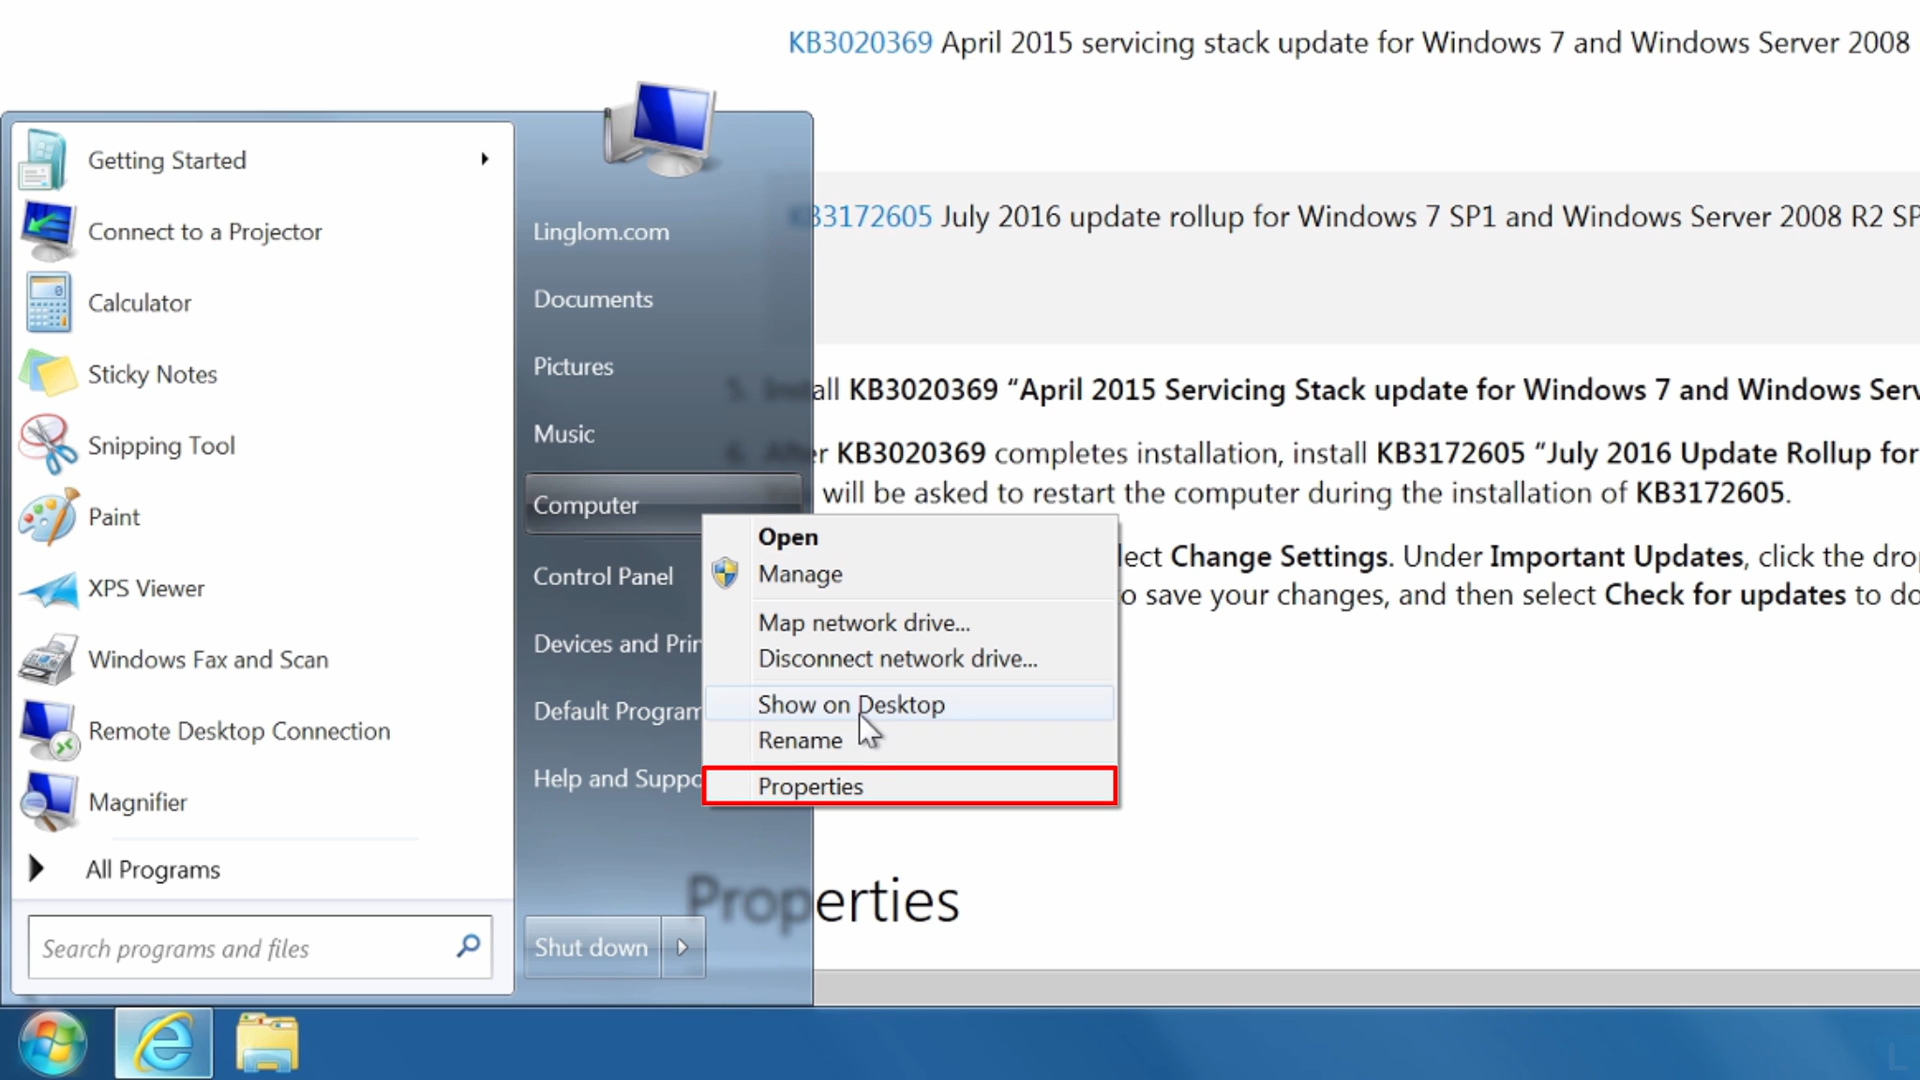 KB3020369 April 2015 servicing stack update for Windows 7 and Windows Server 2008
Getting Started
Connect to a Projector
Calculator
Sticky Notes
Snipping Tool
Paint
XPS Viewer
Windows Fax and Scan
Remote Desktop Connection
Magnifier
All Programs
Search programs and files
Linglom.com
Documents
Pictures
Music
Computer
Control Panel
Devices and Prin
Default Program
Help and Suppo
Shut down
Open
Manage
Map network drive...
Disconnect network drive...
Show on Desktop
Rename
Properties
KB3172605 July 2016 update rollup for Windows 7 SP1 and Windows Server 2008 R2 SP
5. Install KB3020369 “April 2015 Servicing Stack update for Windows 7 and Windows Serv
6. After KB3020369 completes installation, install KB3172605 “July 2016 Update Rollup for
will be asked to restart the computer during the installation of KB3172605.
lect Change Settings. Under Important Updates, click the drop
o save your changes, and then select Check for updates to do
Properties
L